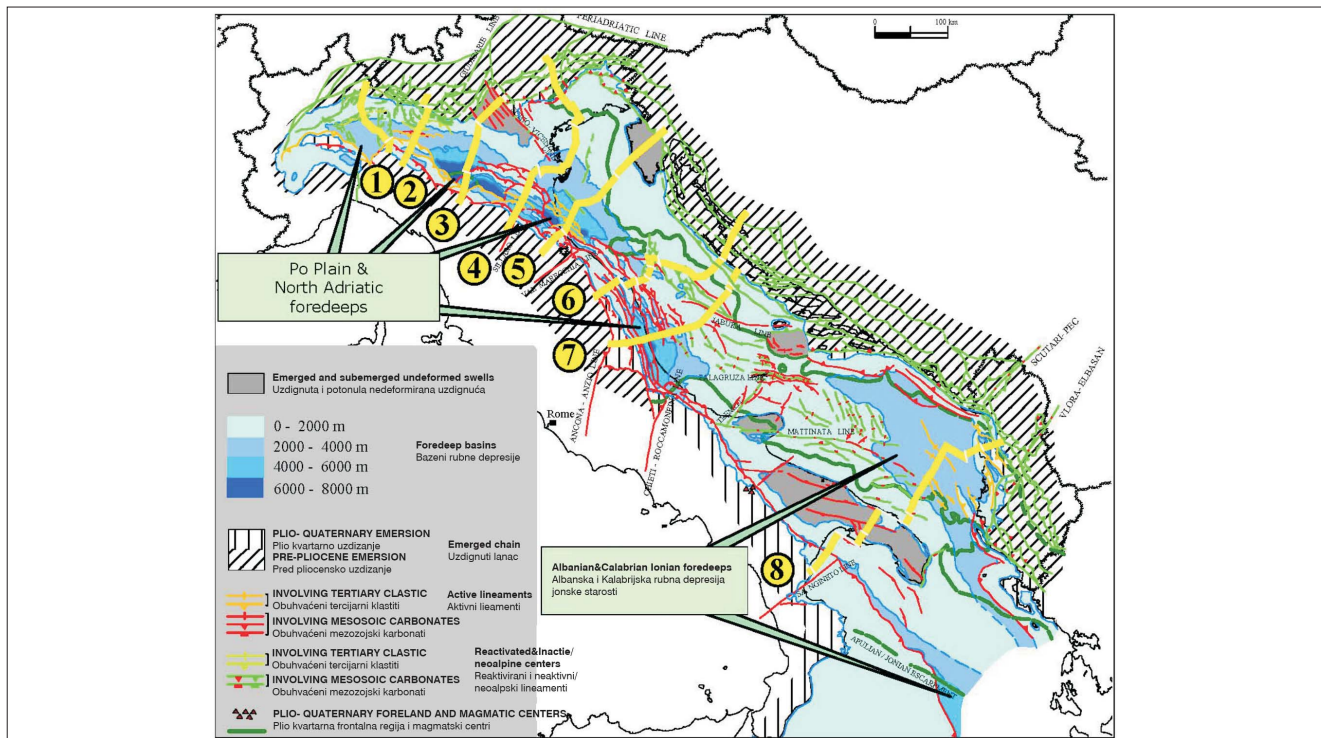 PERIADRIATIC LINE
0 100 km
1
2
3
4
5
6
7
8
Po Plain &
North Adriatic
foredeeps
JABUKA LINE
MATTINATA LINE
SCUTARI-PEC
VLORA- ELBASAN
ANCONA - ANZIO LINE
Rome
APULIAN / IONIAN ESCARPMENT
Albanian&Calabrian Ionian foredeeps
Albanska i Kalabrijska rubna depresija
jonske starosti
Emerged and subemerged undeformed swells
Uzdignuta i potonula nedeformirana uzdignuća
0 - 2000 m
2000 - 4000 m
4000 - 6000 m
6000 - 8000 m
Foredeep basins
Bazeni rubne depresije
PLIO- QUATERNARY EMERSION
Plio kvartarno uzdizanje
PRE-PLIOCENE EMERSION
Pred pliocensko uzdizanje
Emerged chain
Uzdignuti lanac
INVOLVING TERTIARY CLASTIC
Obuhvaćeni tercijarni klastiti
INVOLVING MESOSOIC CARBONATES
Obuhvaćeni mezozojski karbonati
Active lineaments
Aktivni lieamenti
INVOLVING TERTIARY CLASTIC
Obuhvaćeni tercijarni klastiti
INVOLVING MESOSOIC CARBONATES
Obuhvaćeni mezozojski karbonati
Reactivated&Inactie/
neoalpine centers
Reaktivirani i neaktivni/
neoalpski lineamenti
PLIO- QUATERNARY FORELAND AND MAGMATIC CENTERS
Plio kvartarna frontalna regija i magmatski centri